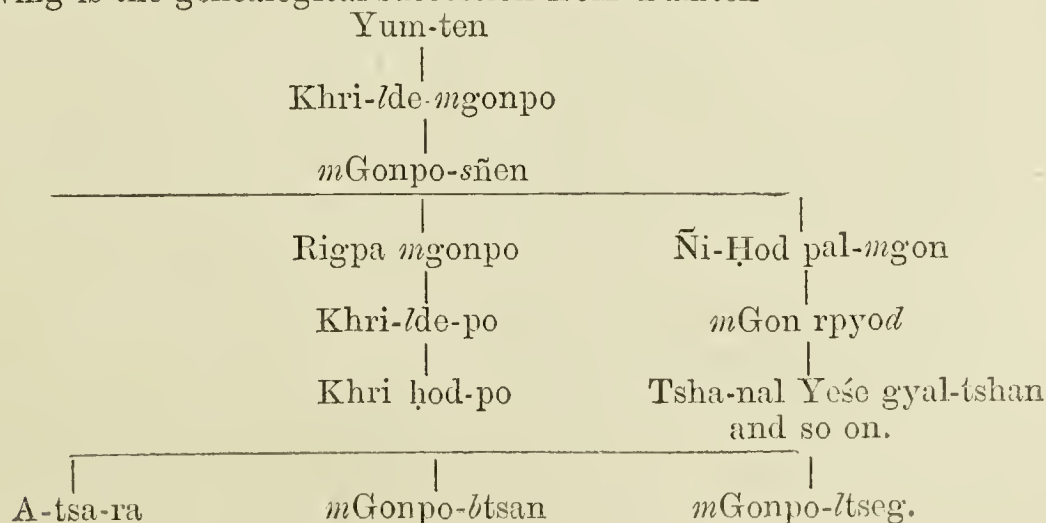 Yum-ten
Khri-lde-mgonpo
mGonpo-sñen
Rigpa mgonpo Ñi-Ḥod pal-mgon
Khri-lde-po mGon rpyod
Khri ḥod-po Tsha-nal Yeśe gyal-tshan
and so on.
A-tsa-ra mGonpo-btsan mGonpo-ltseg.